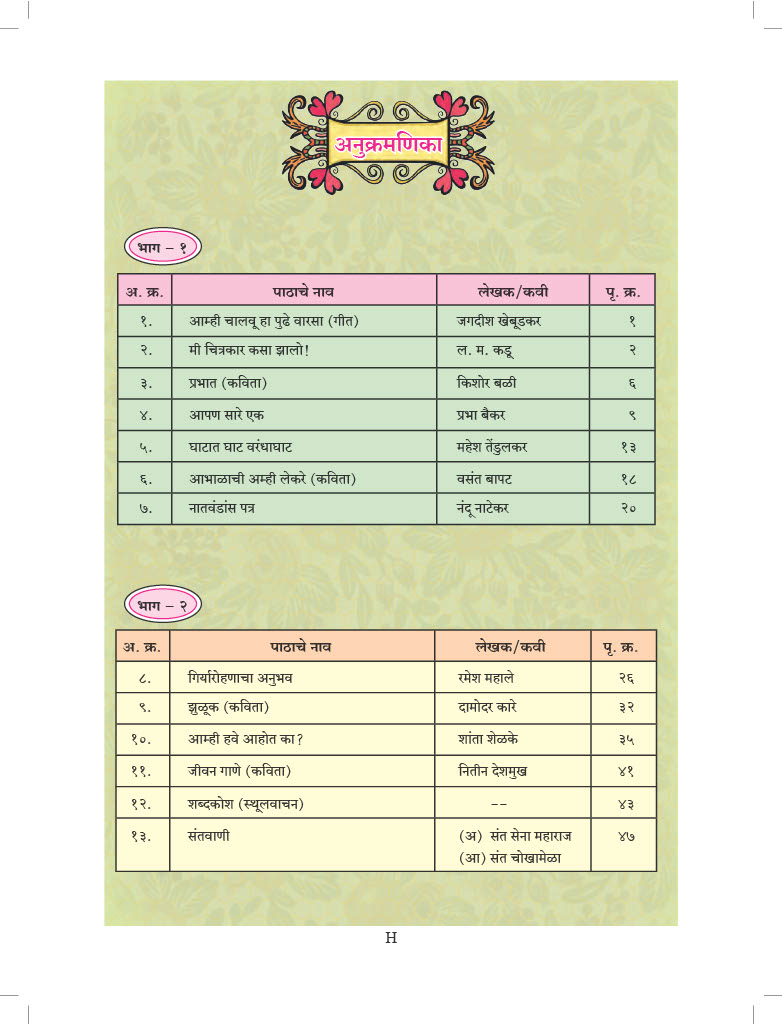 अनुक्रमणिका
भाग – १
अ. क्र. पाठाचे नाव लेखक/कवी पृ. क्र.
१. आम्ही चालवू हा पुढे वारसा (गीत) जगदीश खेबूडकर १
२. मी चित्रकार कसा झालो! ल. म. कडू २
३. प्रभात (कविता) किशोर बळी ६
४. आपण सारे एक प्रभा बैकर ९
५. घाटात घाट वरंधाघाट महेश तेंडुलकर १३
६. आभाळाची अम्ही लेकरे (कविता) वसंत बापट १८
७. नातवंडांस पत्र नंदू नाटेकर २०
भाग – २
अ. क्र. पाठाचे नाव लेखक/कवी पृ. क्र.
८. गिर्यारोहणाचा अनुभव रमेश महाले २६
९. झुळूक (कविता) दामोदर कारे ३२
१०. आम्ही हवे आहोत का? शांता शेळके ३५
११. जीवन गाणे (कविता) नितीन देशमुख ४१
१२. शब्दकोश (स्थूलवाचन) -- ४३
१३. संतवाणी (अ) संत सेना महाराज ४७
(आ) संत चोखामेळा
H